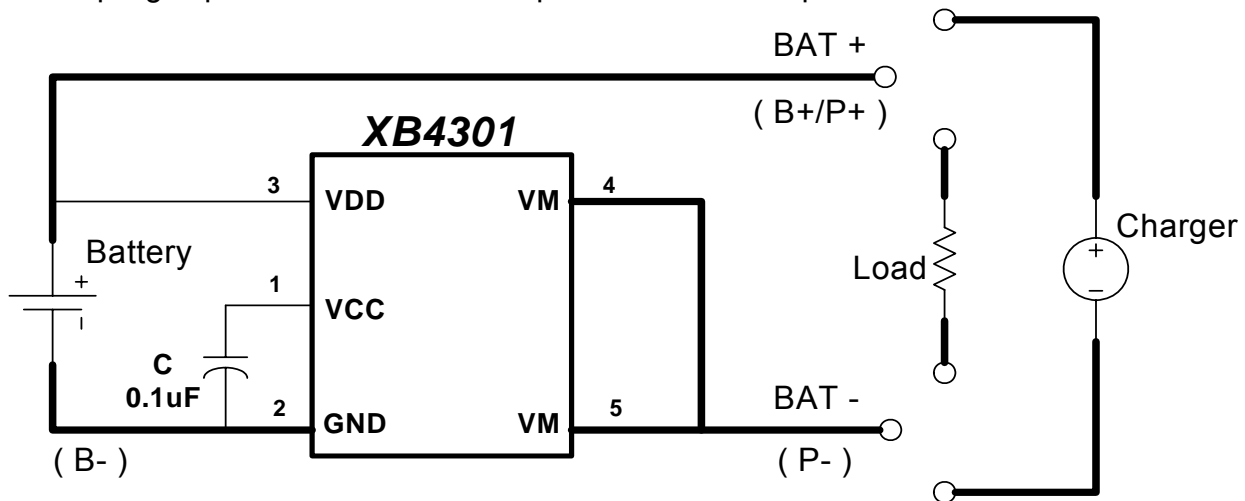 BAT +
( B+/P+ )
XB4301
3
VDD
VM
4
Battery
+
−
1
VCC
C
0.1uF
2
GND
VM
5
( B- )
BAT -
( P- )
Load
Charger
+
−